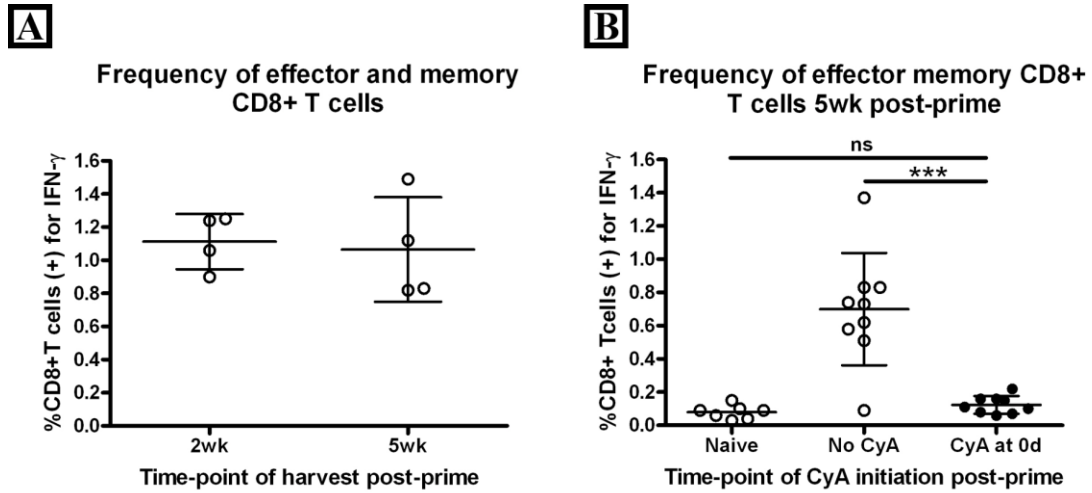 A
Frequency of effector and memory
CD8+ T cells
%CD8+T cells (+) for IFN-γ
1.6
1.4
1.2
1.0
0.8
0.6
0.4
0.2
0.0
2wk
5wk
Time-point of harvest post-prime
B
Frequency of effector memory CD8+
T cells 5wk post-prime
%CD8+ Tcells (+) for IFN-γ
1.6
1.4
1.2
1.0
0.8
0.6
0.4
0.2
0.0
ns
***
Naive
No CyA
CyA at 0d
Time-point of CyA initiation post-prime